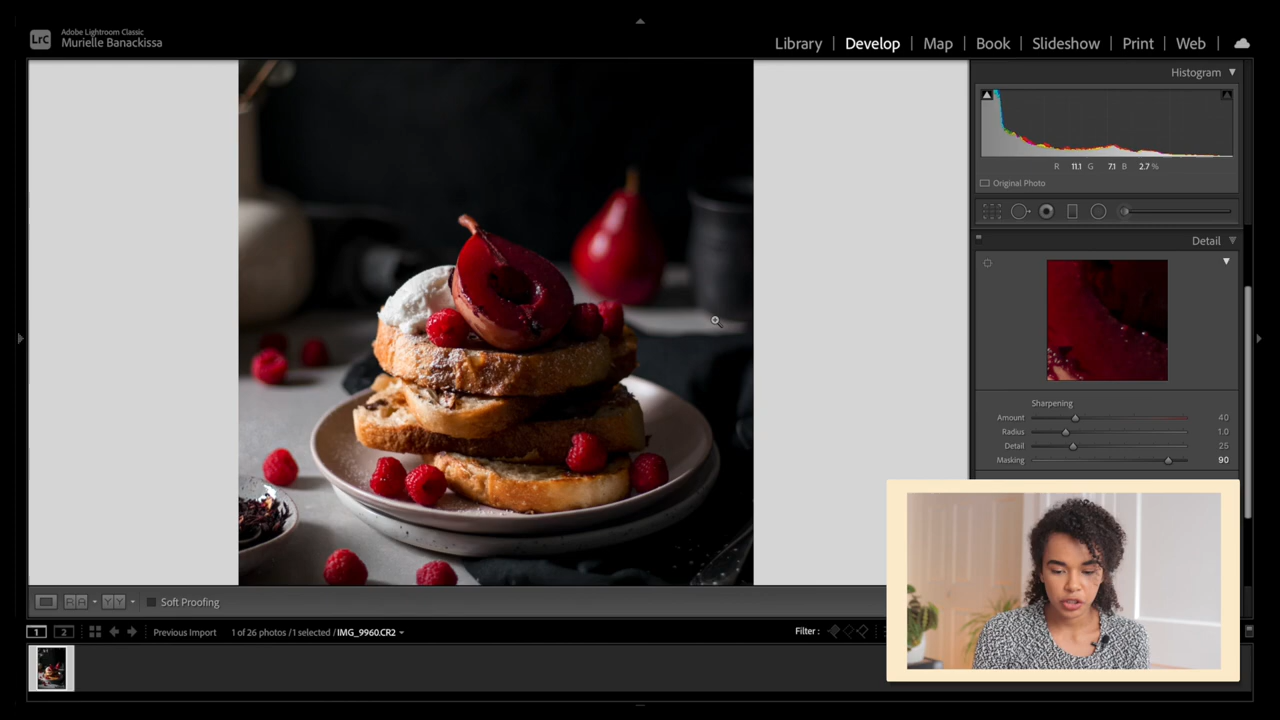 LrC
Adobe Lightroom Classic
Murielle Banackissa
Library | Develop | Map | Book | Slideshow | Print | Web |
Histogram
R 11.1 G 7.1 B 2.7 %
Original Photo
Detail
Sharpening
Amount 40
Radius 1.0
Detail 25
Masking 90
Soft Proofing
1 2 Previous Import 1 of 26 photos / 1 selected / IMG_9960.CR2 Filter :